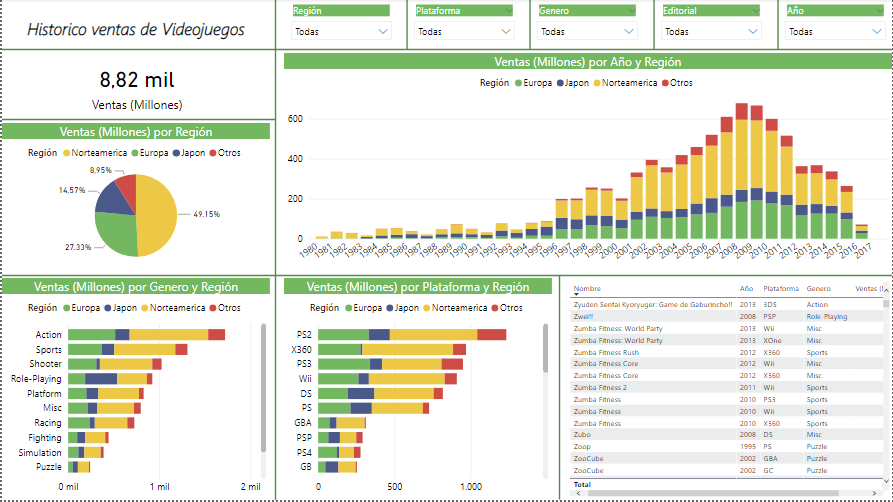 Historico ventas de Videojuegos
Región
Todas
Plataforma
Todas
Genero
Todas
Editorial
Todas
Año
Todas
8,82 mil
Ventas (Millones)
Ventas (Millones) por Región
Región Norteamerica Europa Japon Otros
8,95%
14,57%
49,15%
27,33%
Ventas (Millones) por Año y Región
Región Europa Japon Norteamerica Otros
600
400
200
0
1980 1981 1982 1983 1984 1985 1986 1987 1988 1989 1990 1991 1992 1993 1994 1995 1996 1997 1998 1999 2000 2001 2002 2003 2004 2005 2006 2007 2008 2009 2010 2011 2012 2013 2014 2015 2016 2017
Ventas (Millones) por Genero y Región
Región Europa Japon Norteamerica Otros
Action
Sports
Shooter
Role-Playing
Platform
Misc
Racing
Fighting
Simulation
Puzzle
0 mil 1 mil 2 mil
Ventas (Millones) por Plataforma y Región
Región Europa Japon Norteamerica Otros
PS2
X360
PS3
Wii
DS
PS
GBA
PSP
PS4
GB
0 500 1.000
Nombre Año Plataforma Genero Ventas (
Zyuden Sentai Kyoryuger: Game de Gaburincho!! 2013 3DS Action
Zwei!! 2008 PSP Role-Playing
Zumba Fitness: World Party 2013 Wii Misc
Zumba Fitness: World Party 2013 XOne Misc
Zumba Fitness Rush 2012 X360 Sports
Zumba Fitness Core 2012 Wii Misc
Zumba Fitness Core 2012 X360 Misc
Zumba Fitness 2 2011 Wii Sports
Zumba Fitness 2010 PS3 Sports
Zumba Fitness 2010 Wii Sports
Zumba Fitness 2010 X360 Sports
Zubo 2008 DS Misc
Zoop 1995 PS Puzzle
ZooCube 2002 GBA Puzzle
ZooCube 2002 GC Puzzle
Total